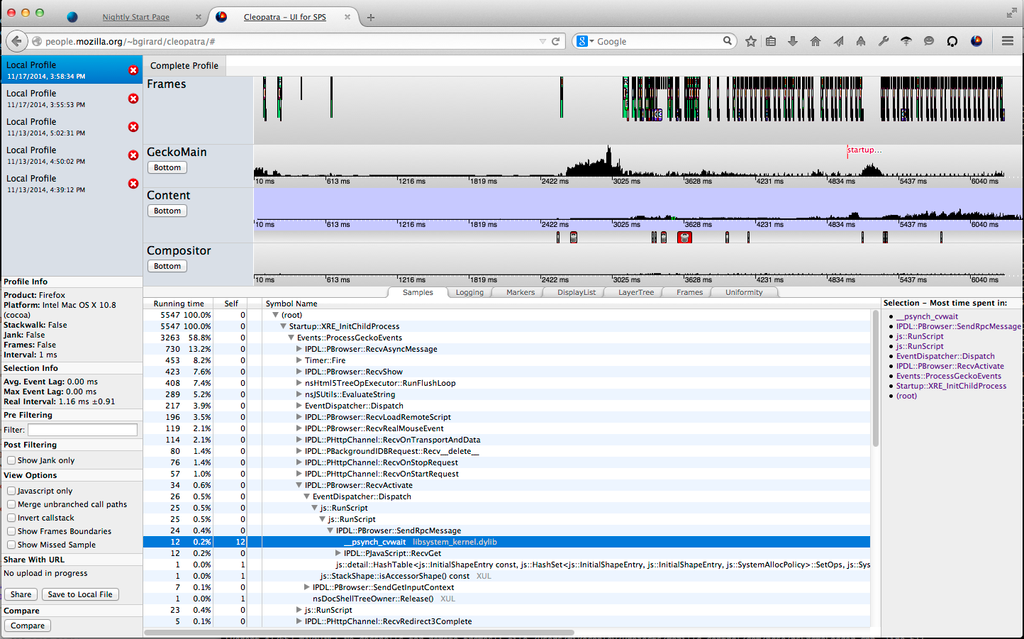 Nightly Start Page
Cleopatra - UI for SPS
people.mozilla.org/~bgirard/cleopatra/#
Google
Local Profile
11/17/2014, 3:58:34 PM
Local Profile
11/17/2014, 3:55:53 PM
Local Profile
11/13/2014, 5:02:31 PM
Local Profile
11/13/2014, 4:50:02 PM
Local Profile
11/13/2014, 4:39:12 PM
Complete Profile
Frames
GeckoMain
Bottom
startup...
10 ms 613 ms 1216 ms 1819 ms 2422 ms 3025 ms 3628 ms 4231 ms 4834 ms 5437 ms 6040 ms
Content
Bottom
10 ms 613 ms 1216 ms 1819 ms 2422 ms 3025 ms 3628 ms 4231 ms 4834 ms 5437 ms 6040 ms
Compositor
Bottom
10 ms 613 ms 1216 ms 1819 ms 2422 ms 3025 ms 3628 ms 4231 ms 4834 ms 5437 ms 6040 ms
Profile Info
Product: Firefox
Platform: Intel Mac OS X 10.8
(cocoa)
Stackwalk: False
Jank: False
Frames: False
Interval: 1 ms
Selection Info
Avg. Event Lag: 0.00 ms
Max Event Lag: 0.00 ms
Real Interval: 1.16 ms ±0.91
Pre Filtering
Filter:
Post Filtering
Show Jank only
View Options
Javascript only
Merge unbranched call paths
Invert callstack
Show Frames Boundaries
Show Missed Sample
Share With URL
No upload in progress
Share Save to Local File
Compare
Compare
Samples Logging Markers DisplayList LayerTree Frames Uniformity
Running time Self Symbol Name
5547 100.0% 0 (root)
5547 100.0% 0 Startup::XRE_InitChildProcess
3263 58.8% 0 Events::ProcessGeckoEvents
730 13.2% 0 IPDL::PBrowser::RecvAsyncMessage
453 8.2% 0 Timer::Fire
423 7.6% 0 IPDL::PBrowser::RecvShow
408 7.4% 0 nsHtml5TreeOpExecutor::RunFlushLoop
289 5.2% 0 nsJSUtils::EvaluateString
217 3.9% 0 EventDispatcher::Dispatch
196 3.5% 0 IPDL::PBrowser::RecvLoadRemoteScript
119 2.1% 0 IPDL::PBrowser::RecvRealMouseEvent
114 2.1% 0 IPDL::PHttpChannel::RecvOnTransportAndData
80 1.4% 0 IPDL::PBackgroundIDBRequest::Recv__delete__
76 1.4% 0 IPDL::PHttpChannel::RecvOnStopRequest
57 1.0% 0 IPDL::PHttpChannel::RecvOnStartRequest
34 0.6% 0 IPDL::PBrowser::RecvActivate
26 0.5% 0 EventDispatcher::Dispatch
25 0.5% 0 js::RunScript
25 0.5% 0 js::RunScript
24 0.4% 0 IPDL::PBrowser::SendRpcMessage
12 0.2% 12 __psynch_cvwait libsystem_kernel.dylib
12 0.2% 0 IPDL::PJavaScript::RecvGet
1 0.0% 1 js::detail::HashTable<js::InitialShapeEntry const, js::HashSet<js::InitialShapeEntry, js::InitialShapeEntry, js::SystemAllocPolicy>::SetOps, js::Sys
1 0.0% 1 js::StackShape::isAccessorShape() const XUL
7 0.1% 0 IPDL::PBrowser::SendGetInputContext
1 0.0% 1 nsDocShellTreeOwner::Release() XUL
23 0.4% 0 js::RunScript
5 0.1% 0 IPDL::PHttpChannel::RecvRedirect3Complete
Selection - Most time spent in:
__psynch_cvwait
IPDL::PBrowser::SendRpcMessage
js::RunScript
js::RunScript
EventDispatcher::Dispatch
IPDL::PBrowser::RecvActivate
Events::ProcessGeckoEvents
Startup::XRE_InitChildProcess
(root)